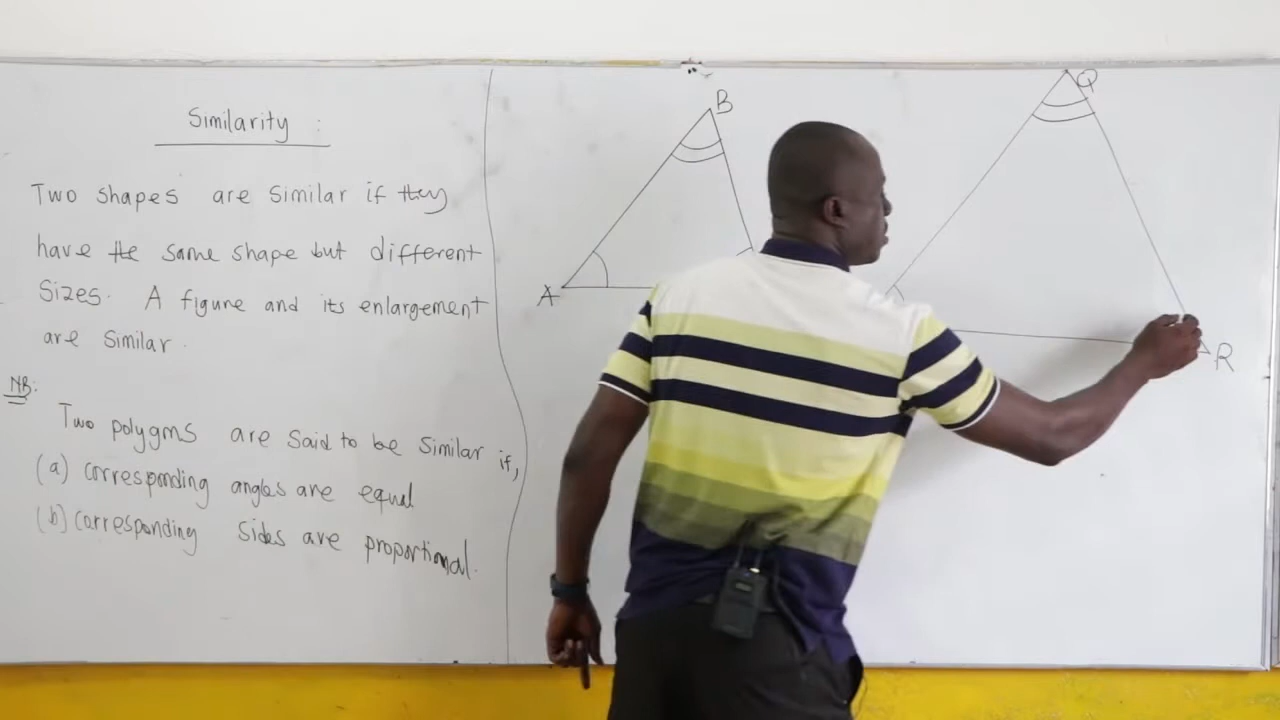 Similarity :
Two shapes are similar if they
have the same shape but different
Sizes. A figure and its enlargement
are Similar.
NB:
Two polygms are said to be similar if,
(a) corresponding angles are equal
(b) corresponding sides are proportional.
B
A
Q
R